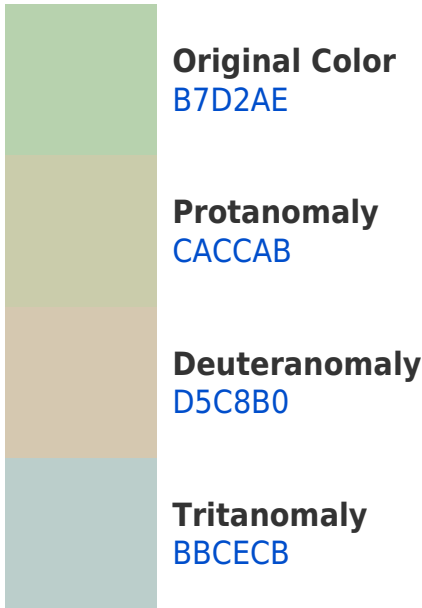 Original Color
B7D2AE
Protanomaly
CACCAB
Deuteranomaly
D5C8B0
Tritanomaly
BBCECB